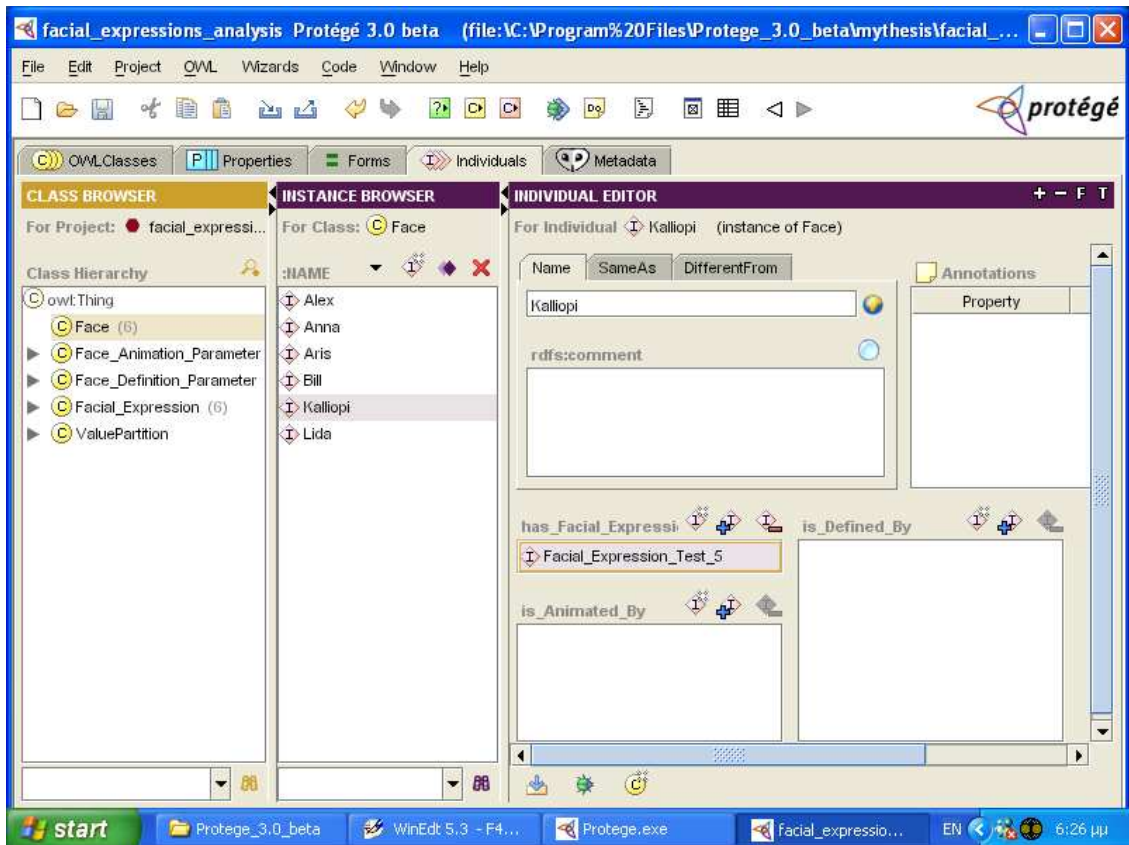 facial_expressions_analysis Protégé 3.0 beta (file:\C:\Program%20Files\Protege_3.0_beta\mythesis\facial_...
File Edit Project OWL Wizards Code Window Help
protégé
OWLClasses Properties Forms Individuals Metadata
CLASS BROWSER
For Project: facial_expressi...
Class Hierarchy
owl:Thing
Face (6)
Face_Animation_Parameter
Face_Definition_Parameter
Facial_Expression (6)
ValuePartition
INSTANCE BROWSER
For Class: Face
:NAME
Alex
Anna
Aris
Bill
Kalliopi
Lida
INDIVIDUAL EDITOR + - F T
For Individual Kalliopi (instance of Face)
Name SameAs DifferentFrom
Kalliopi
rdfs:comment
Annotations
Property
has_Facial_Expressi
Facial_Expression_Test_5
is_Defined_By
is_Animated_By
start Protege_3.0_beta WinEdt 5.3 - F4... Protege.exe facial_expressio... EN 6:26 μμ